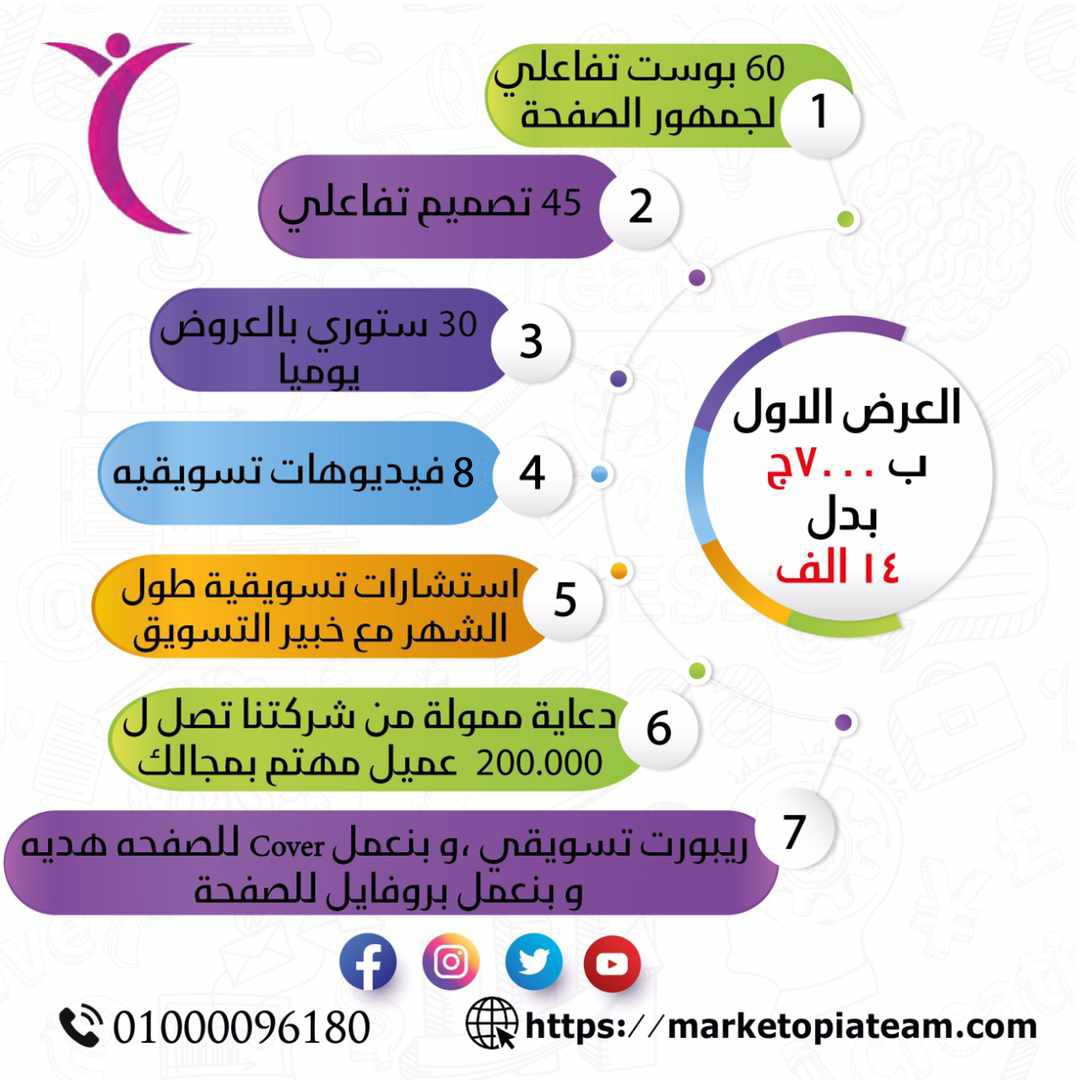 60 بوست تفاعلي
لجمهور الصفحة
1
45 تصميم تفاعلي
2
30 ستوري بالعروض
يوميا
3
8 فيديوهات تسويقيه
4
استشارات تسويقية طول
الشهر مع خبير التسويق
5
دعاية ممولة من شركتنا تصل ل
200.000 عميل مهتم بمجالك
6
ريبورت تسويقي ،و بنعمل Cover للصفحه هديه
و بنعمل بروفايل للصفحة
7
العرض الاول
ب ٧٠٠٠ج
بدل
١٤ الف
01000096180
https://marketopiateam.com